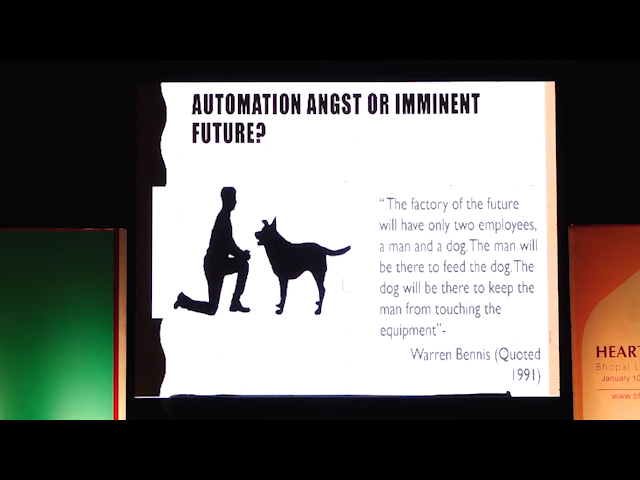 AUTOMATION ANGST OR IMMINENT
FUTURE?
“The factory of the future
will have only two employees,
a man and a dog. The man will
be there to feed the dog. The
dog will be there to keep the
man from touching the
equipment”-
Warren Bennis (Quoted
1991)
HEART
Bhopal L
January 10
www.bh